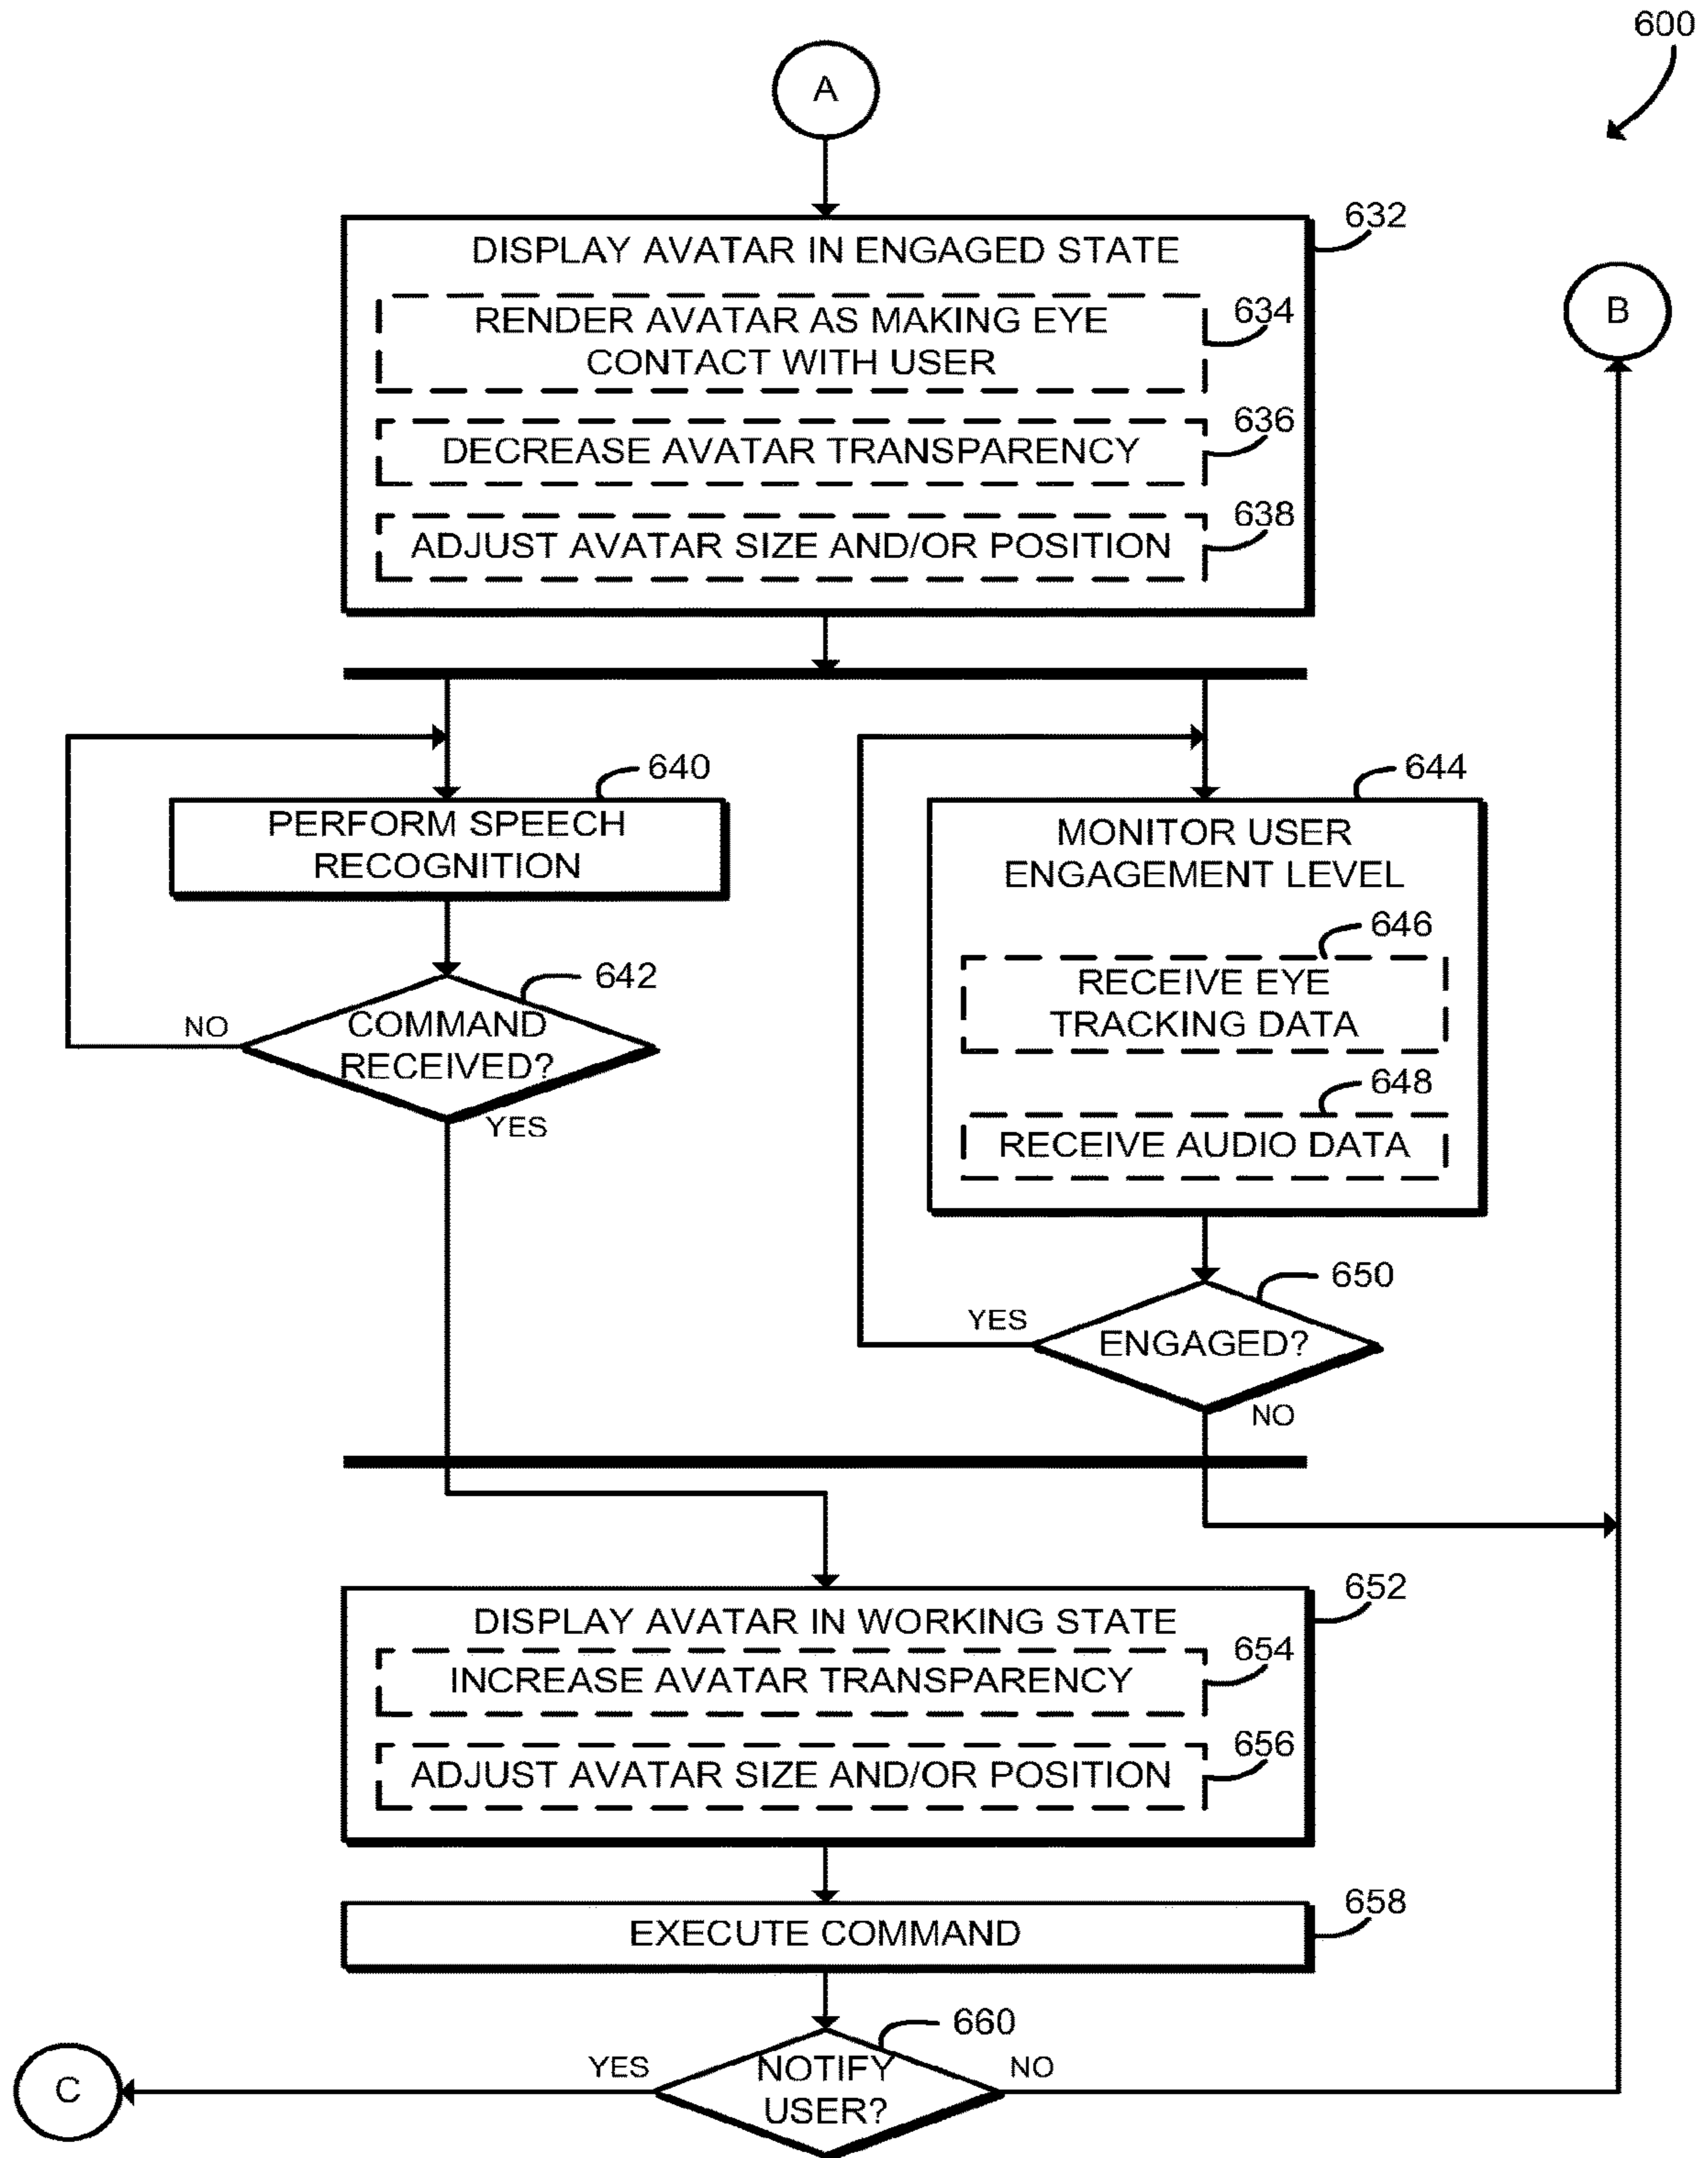 600
A
632
DISPLAY AVATAR IN ENGAGED STATE
B
634
RENDER AVATAR AS MAKING EYE
CONTACT WITH USER
636
DECREASE AVATAR TRANSPARENCY
638
ADJUST AVATAR SIZE AND/OR POSITION
640
PERFORM SPEECH
RECOGNITION
642
COMMAND
RECEIVED?
NO
YES
644
MONITOR USER
ENGAGEMENT LEVEL
646
RECEIVE EYE
TRACKING DATA
648
RECEIVE AUDIO DATA
650
YES
ENGAGED?
NO
652
DISPLAY AVATAR IN WORKING STATE
654
INCREASE AVATAR TRANSPARENCY
656
ADJUST AVATAR SIZE AND/OR POSITION
658
EXECUTE COMMAND
660
YES
NOTIFY
USER?
NO
C